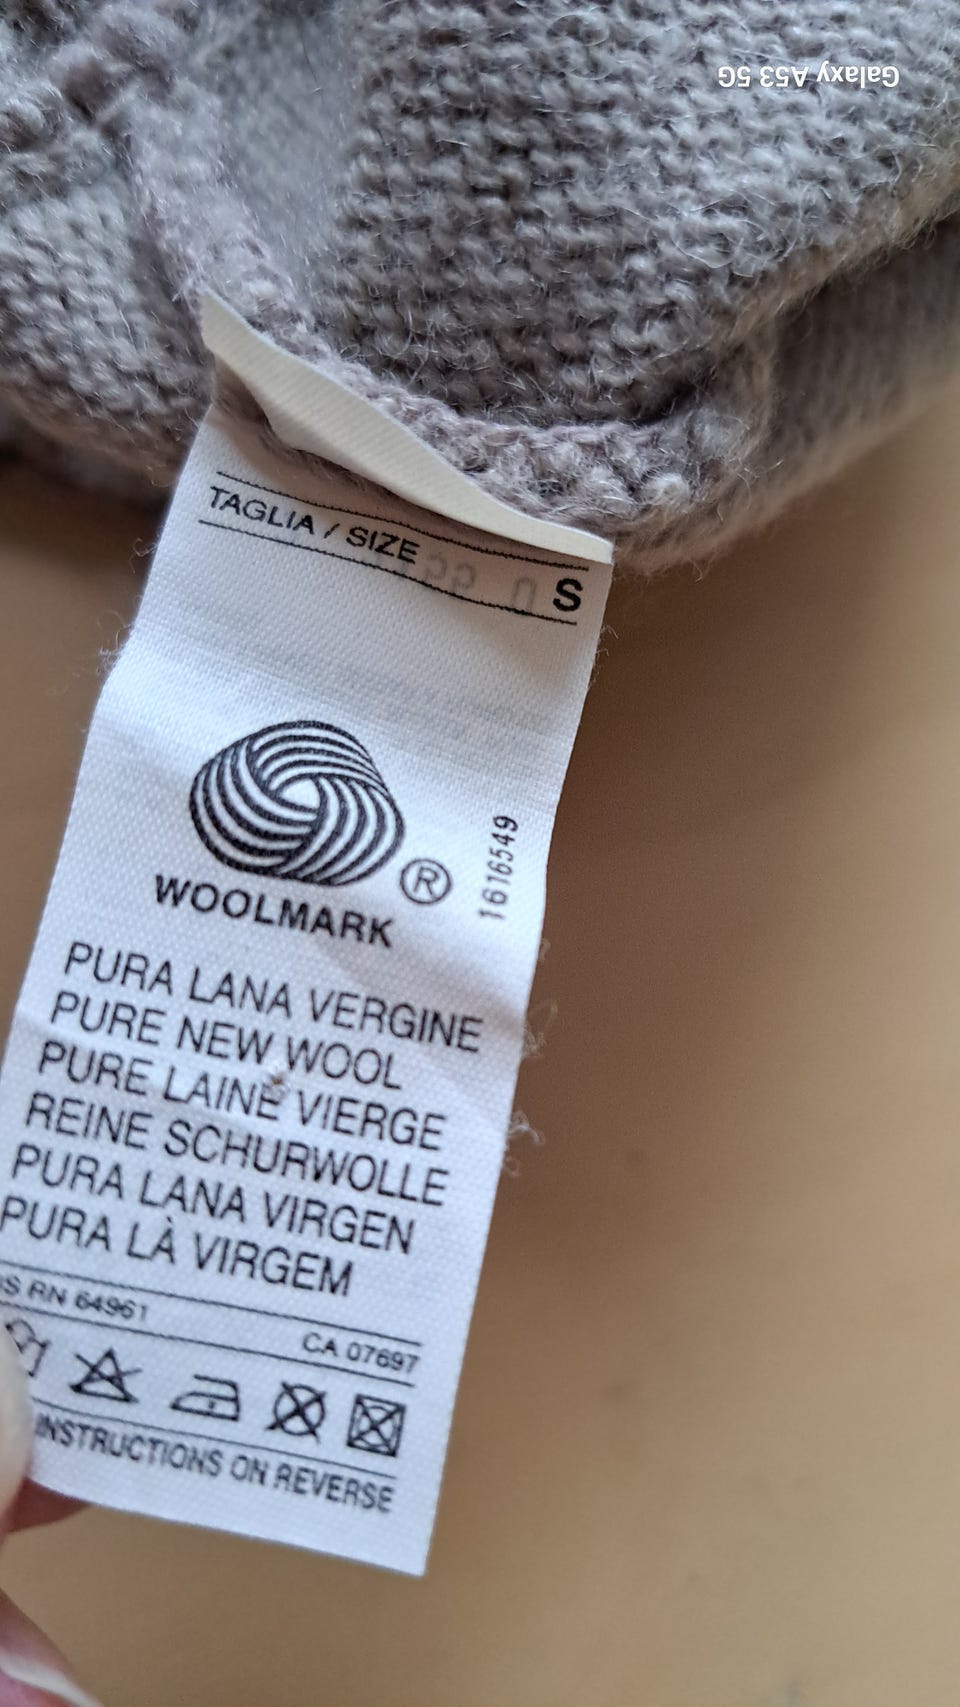 Galaxy A53 5G
TAGLIA / SIZE S
WOOLMARK ®
1616549
PURA LANA VERGINE
PURE NEW WOOL
PURE LAINE VIERGE
REINE SCHURWOLLE
PURA LANA VIRGEN
PURA LÀ VIRGEM
RN 64961
CA 07697
INSTRUCTIONS ON REVERSE